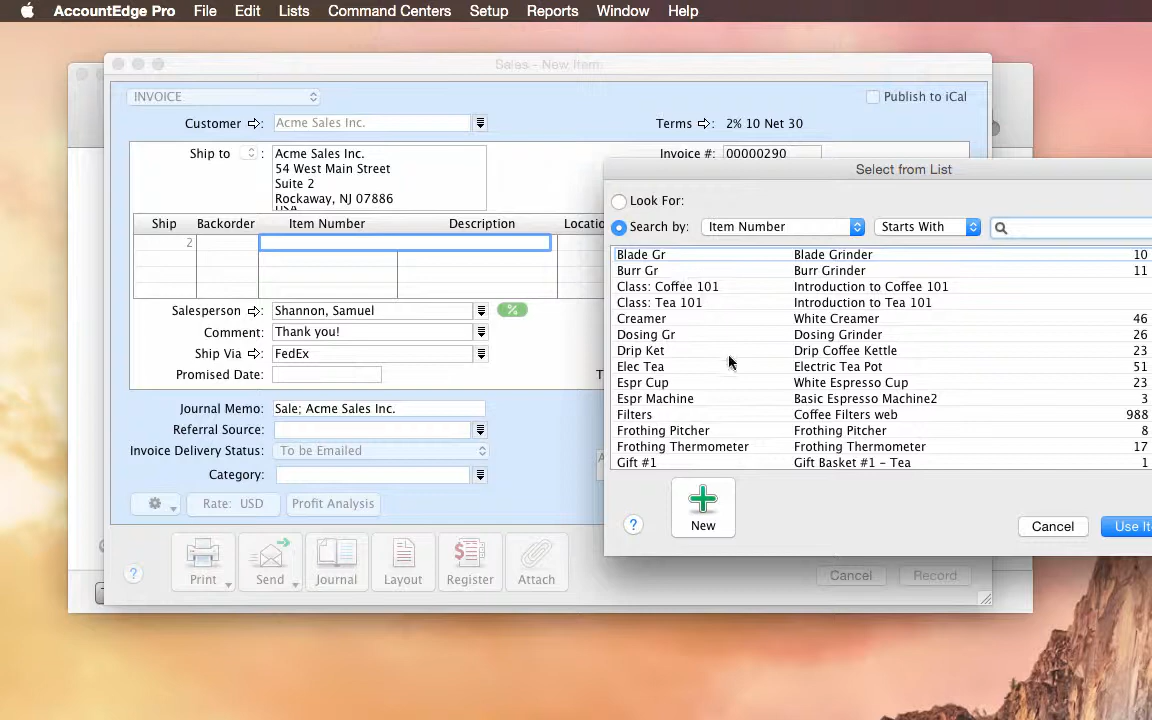 AccountEdge Pro File Edit Lists Command Centers Setup Reports Window Help
Sales - New Item
INVOICE
Publish to iCal
Customer : Acme Sales Inc.
Terms : 2% 10 Net 30
Ship to : Acme Sales Inc.
54 West Main Street
Suite 2
Rockaway, NJ 07886
USA
Invoice #: 00000290
Ship Backorder Item Number Description
2
Salesperson : Shannon, Samuel
%
Comment: Thank you!
Ship Via : FedEx
Promised Date:
Journal Memo: Sale; Acme Sales Inc.
Referral Source:
Invoice Delivery Status: To be Emailed
Category:
Rate: USD
Profit Analysis
?
Print
Send
Journal
Layout
Register
Attach
Cancel
Record
Select from List
Look For:
Search by: Item Number Starts With
Blade Gr Blade Grinder 10
Burr Gr Burr Grinder 11
Class: Coffee 101 Introduction to Coffee 101
Class: Tea 101 Introduction to Tea 101
Creamer White Creamer 46
Dosing Gr Dosing Grinder 26
Drip Ket Drip Coffee Kettle 23
Elec Tea Electric Tea Pot 51
Espr Cup White Espresso Cup 23
Espr Machine Basic Espresso Machine2 3
Filters Coffee Filters web 988
Frothing Pitcher Frothing Pitcher 8
Frothing Thermometer Frothing Thermometer 17
Gift #1 Gift Basket #1 - Tea 1
?
New
Cancel
Use